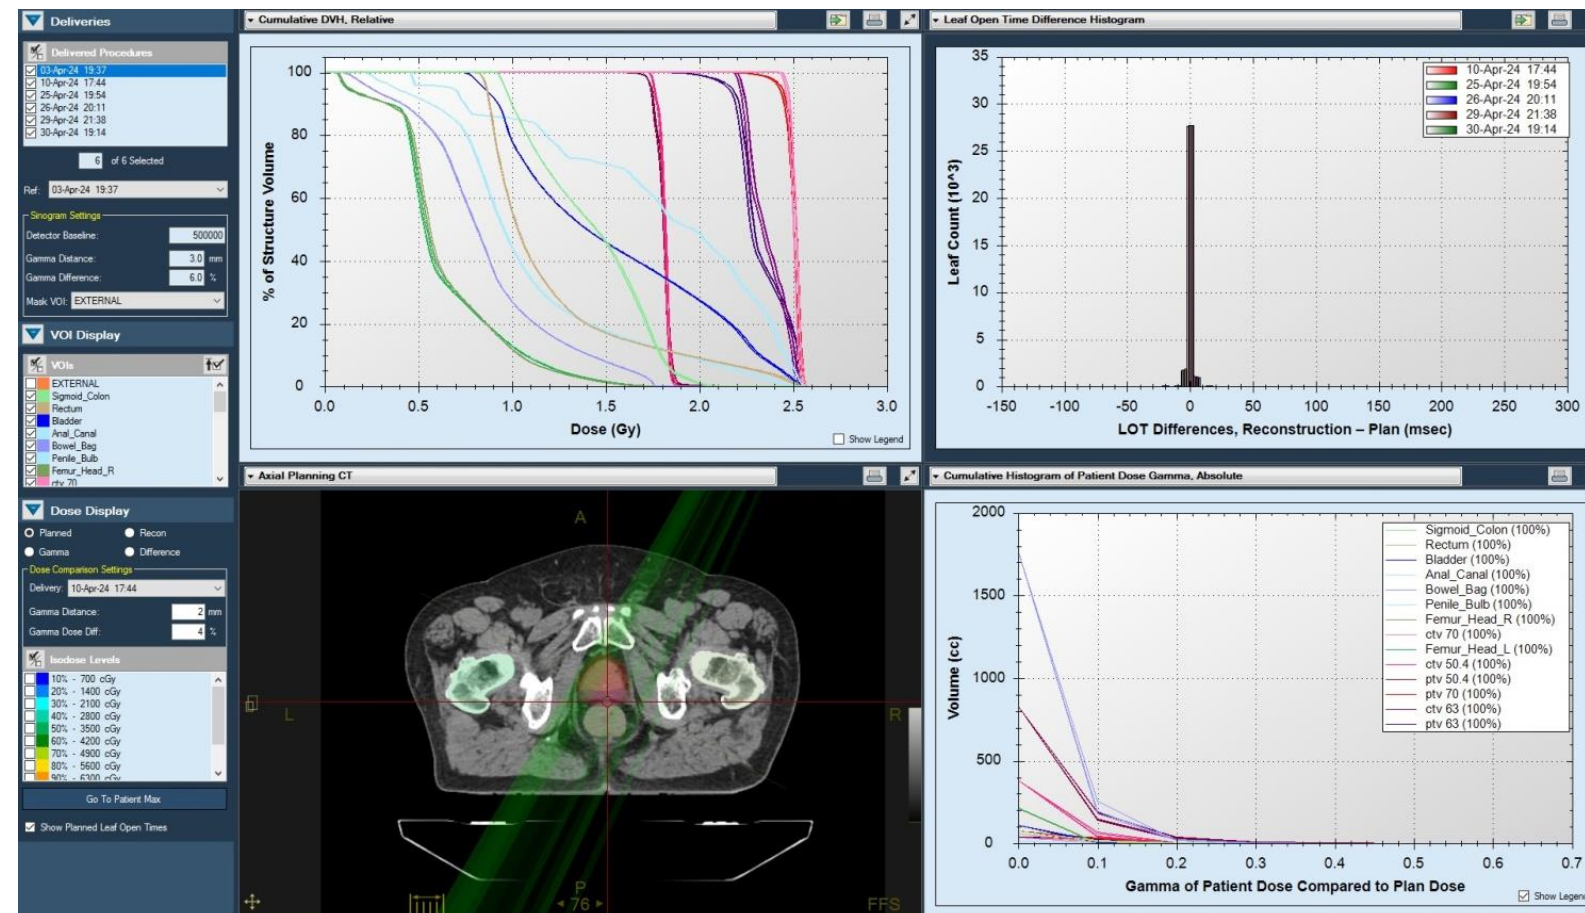 Deliveries
Delivered Procedures
03-Apr-24 19:37
10-Apr-24 17:44
25-Apr-24 19:54
26-Apr-24 20:11
29-Apr-24 21:38
30-Apr-24 19:14
6 of 6 Selected
Ref: 03-Apr-24 19:37
Sinogram Settings
Detector Baseline: 500000
Gamma Distance: 3.0 mm
Gamma Difference: 6.0 %
Mask VOI: EXTERNAL
VOI Display
VOIs
EXTERNAL
Sigmoid_Colon
Rectum
Bladder
Anal_Canal
Bowel_Bag
Penile_Bulb
Femur_Head_R
ctv 70
Dose Display
Planned Recon
Gamma Difference
Dose Comparison Settings
Delivery: 10-Apr-24 17:44
Gamma Distance: 2 mm
Gamma Dose Diff: 4 %
Isodose Levels
10% - 700 cGy
20% - 1400 cGy
30% - 2100 cGy
40% - 2800 cGy
50% - 3500 cGy
60% - 4200 cGy
70% - 4900 cGy
80% - 5600 cGy
90% - 6300 cGy
Go To Patient Max
Show Planned Leaf Open Times
Cumulative DVH, Relative
% of Structure Volume
100
80
60
40
20
0
0.0 0.5 1.0 1.5 2.0 2.5 3.0
Dose (Gy)
Show Legend
Leaf Open Time Difference Histogram
Leaf Count (10^3)
35
30
25
20
15
10
5
0
10-Apr-24 17:44
25-Apr-24 19:54
26-Apr-24 20:11
29-Apr-24 21:38
30-Apr-24 19:14
-150 -100 -50 0 50 100 150 200 250 300
LOT Differences, Reconstruction – Plan (msec)
Axial Planning CT
A
L
R
P
76
FFS
Cumulative Histogram of Patient Dose Gamma, Absolute
Volume (cc)
2000
1500
1000
500
0
Sigmoid_Colon (100%)
Rectum (100%)
Bladder (100%)
Anal_Canal (100%)
Bowel_Bag (100%)
Penile_Bulb (100%)
Femur_Head_R (100%)
ctv 70 (100%)
Femur_Head_L (100%)
ctv 50.4 (100%)
ptv 50.4 (100%)
ptv 70 (100%)
ctv 63 (100%)
ptv 63 (100%)
0.0 0.1 0.2 0.3 0.4 0.5 0.6 0.7
Gamma of Patient Dose Compared to Plan Dose
Show Legen